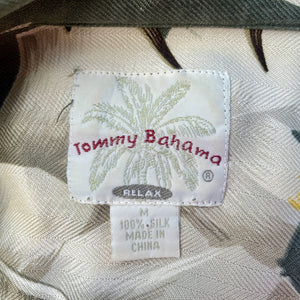 Tommy Bahama
®
RELAX
M
100% SILK
MADE IN
CHINA